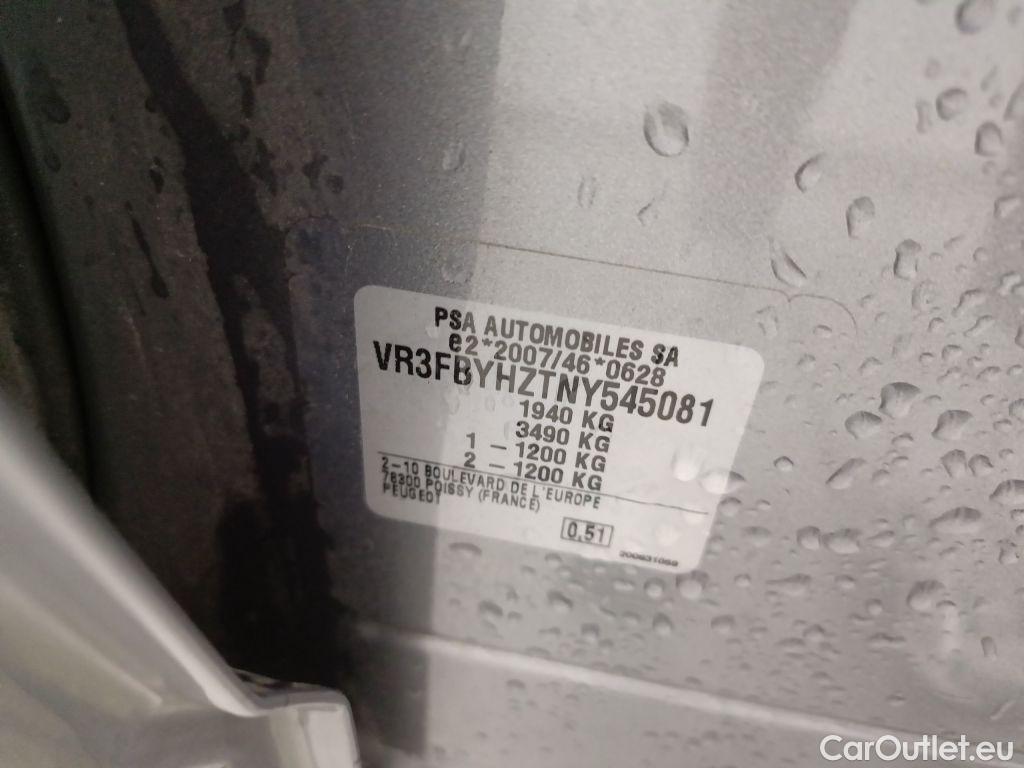 PSA AUTOMOBILES SA
e2*2007/46*0628
VR3FBYHZTNY545081
1940 KG
3490 KG
1 – 1200 KG
2 – 1200 KG
2–10 BOULEVARD DE L'EUROPE
78300 POISSY (FRANCE)
PEUGEOT
0.51
CarOutlet.eu